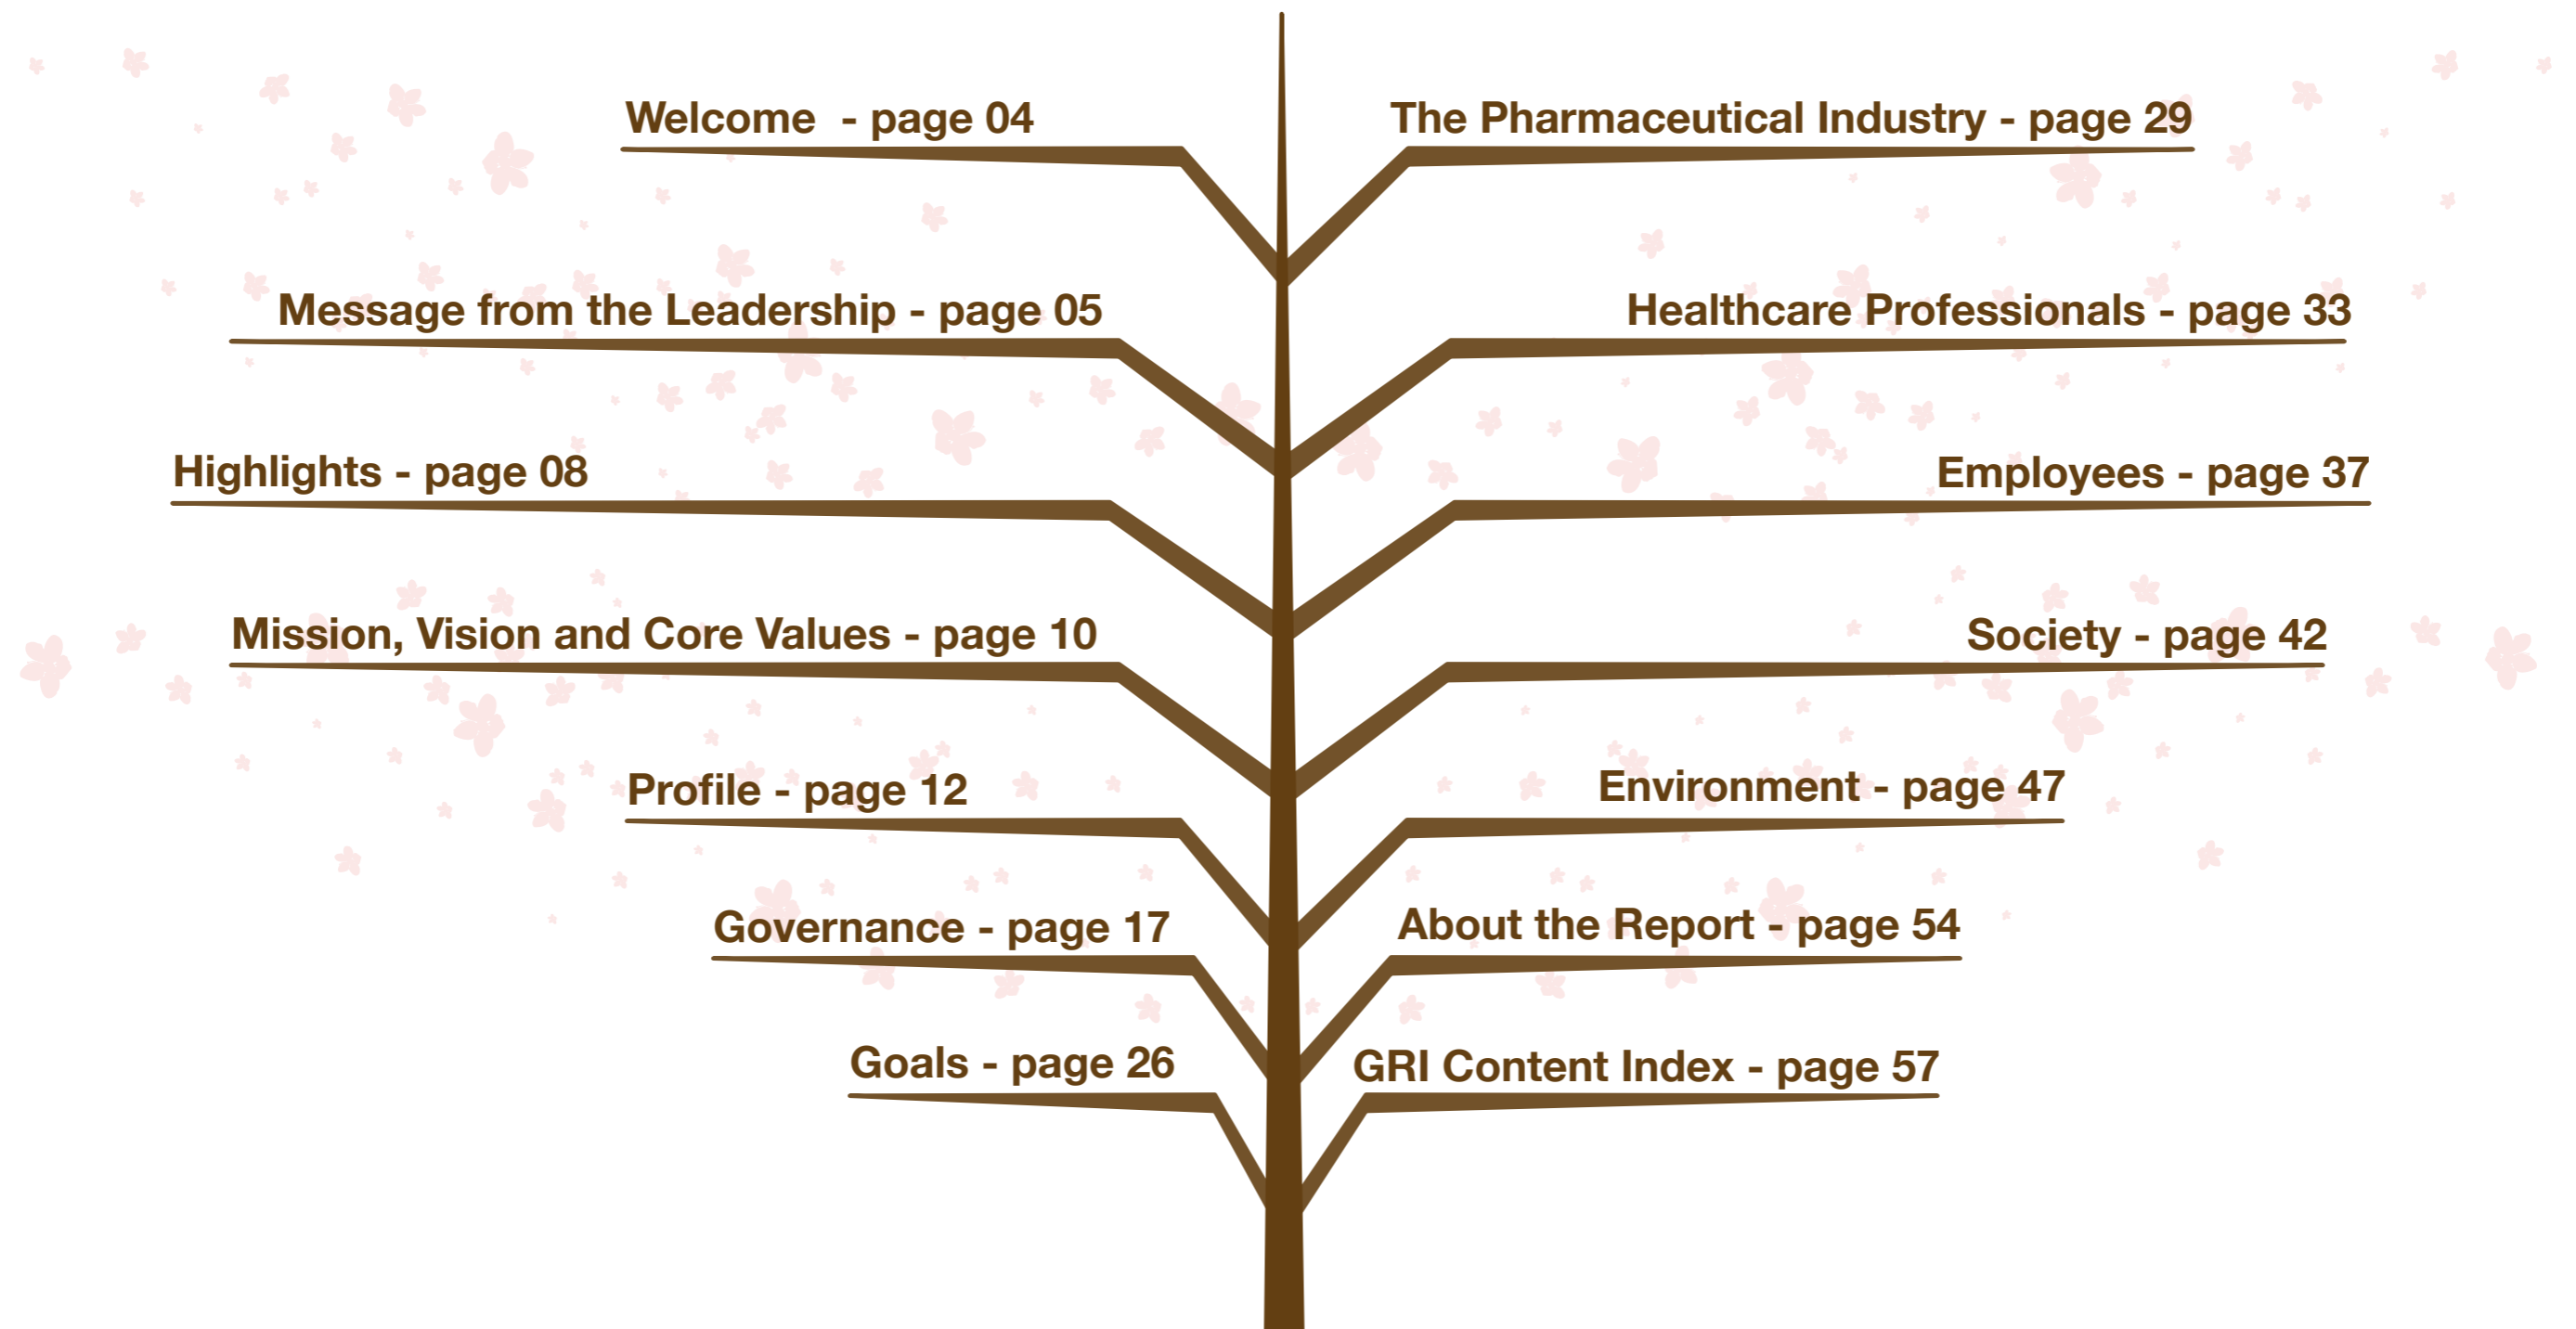 Welcome  - page 04
Message from the Leadership - page 05
Highlights - page 08
Mission, Vision and Core Values - page 10
Profile - page 12
Governance - page 17
Goals - page 26
The Pharmaceutical Industry - page 29
Healthcare Professionals - page 33
Employees - page 37
Society - page 42
Environment - page 47
About the Report - page 54
GRI Content Index - page 57